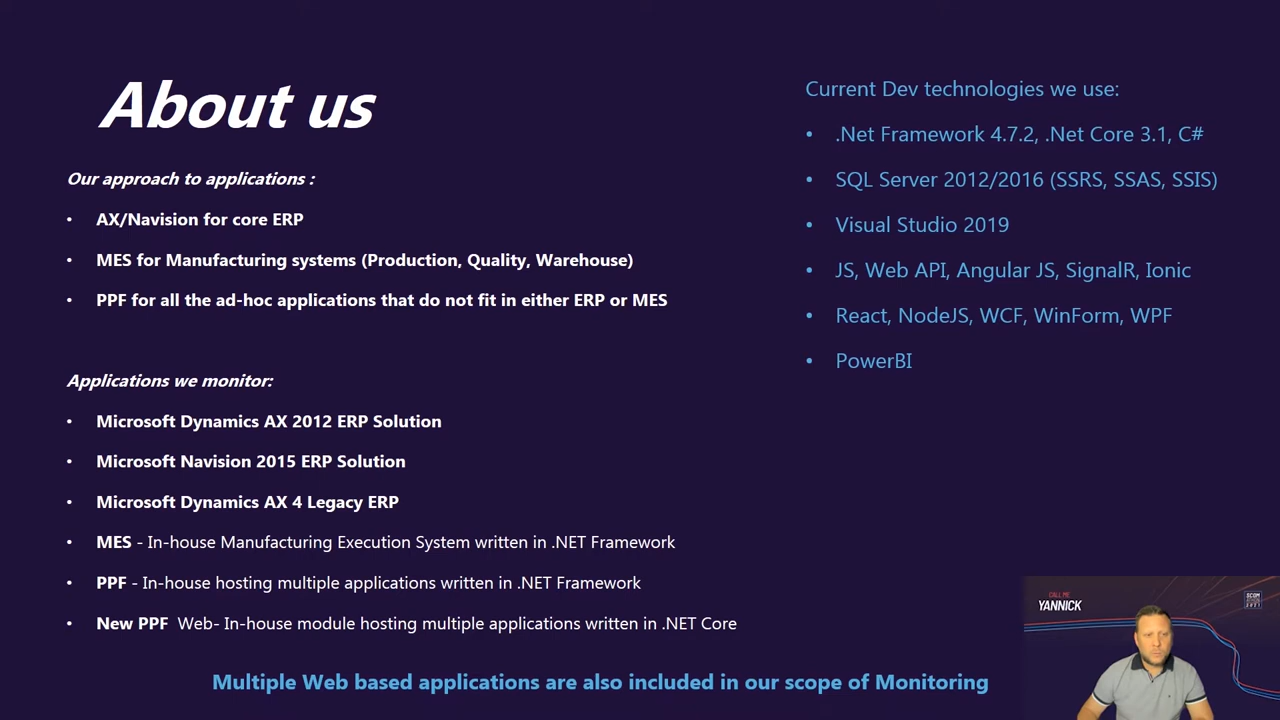 About us
Our approach to applications :
• AX/Navision for core ERP
• MES for Manufacturing systems (Production, Quality, Warehouse)
• PPF for all the ad-hoc applications that do not fit in either ERP or MES
Applications we monitor:
• Microsoft Dynamics AX 2012 ERP Solution
• Microsoft Navision 2015 ERP Solution
• Microsoft Dynamics AX 4 Legacy ERP
• MES - In-house Manufacturing Execution System written in .NET Framework
• PPF - In-house hosting multiple applications written in .NET Framework
• New PPF Web- In-house module hosting multiple applications written in .NET Core
Current Dev technologies we use:
• .Net Framework 4.7.2, .Net Core 3.1, C#
• SQL Server 2012/2016 (SSRS, SSAS, SSIS)
• Visual Studio 2019
• JS, Web API, Angular JS, SignalR, Ionic
• React, NodeJS, WCF, WinForm, WPF
• PowerBI
Multiple Web based applications are also included in our scope of Monitoring
CALL ME
YANNICK
SCOM
2021